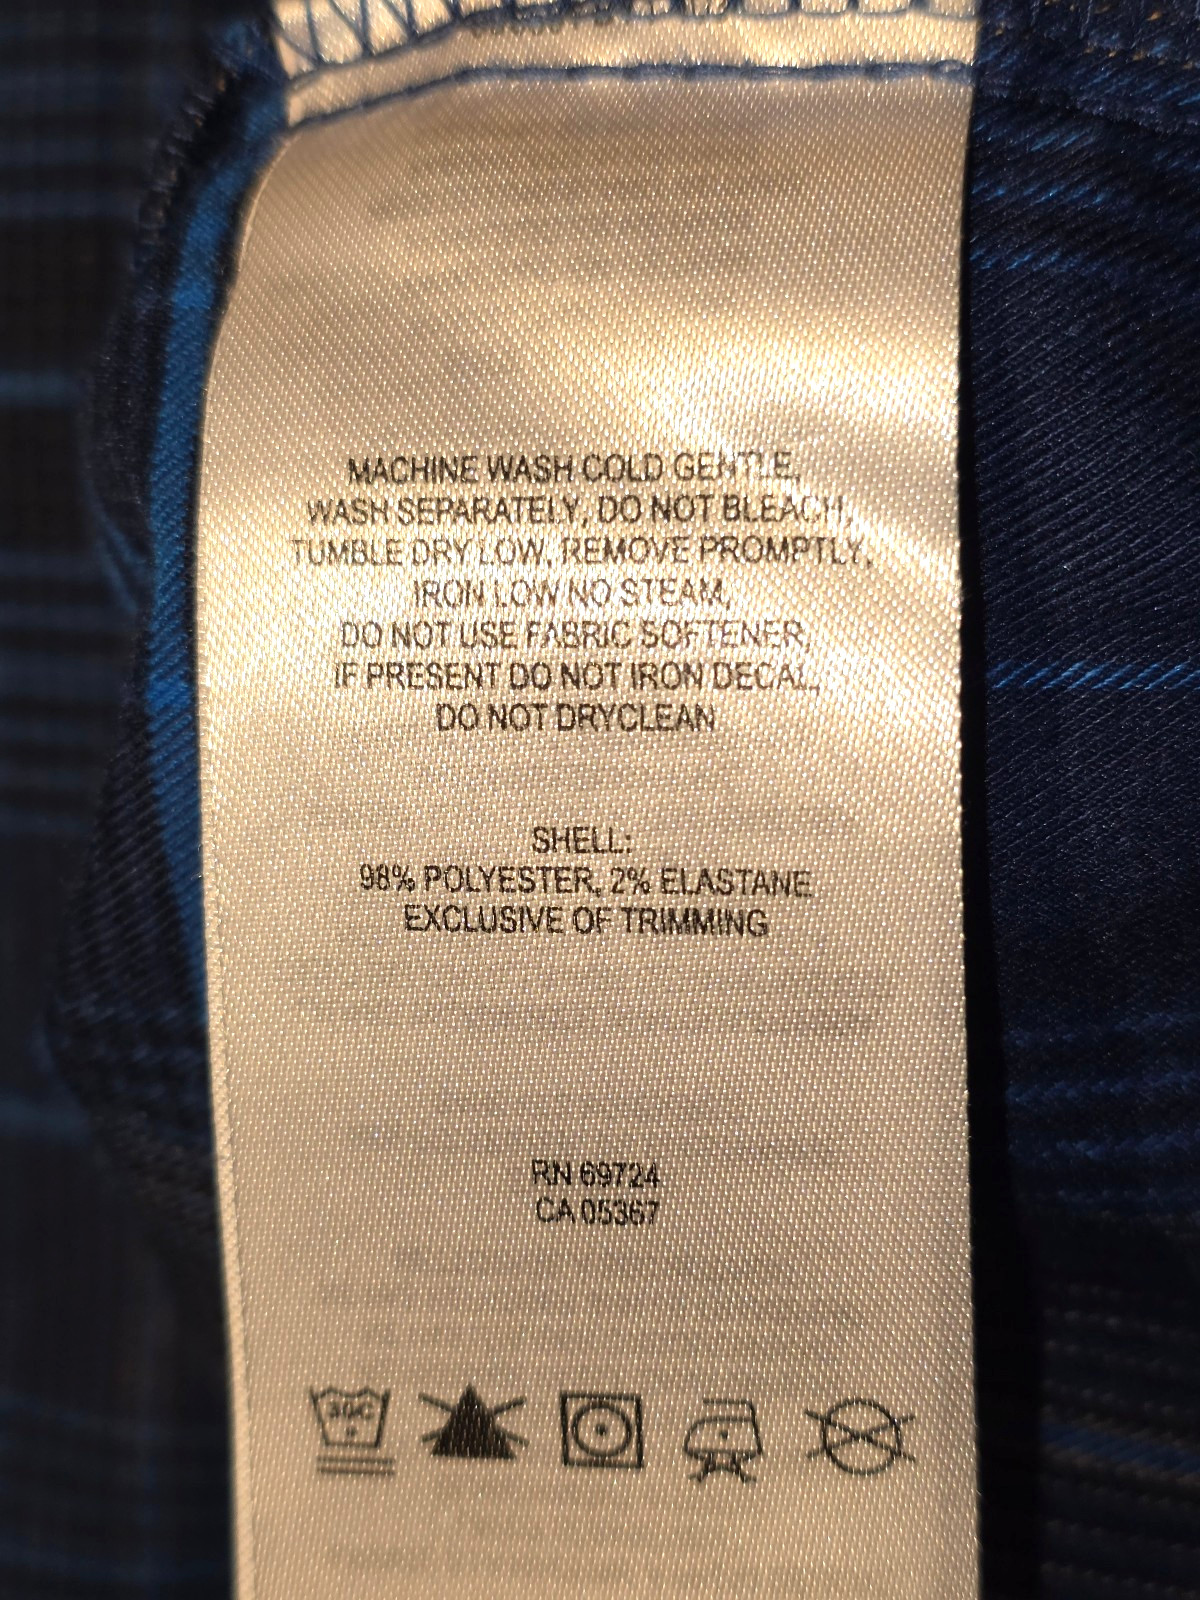 MACHINE WASH COLD GENTLE,
WASH SEPARATELY, DO NOT BLEACH,
TUMBLE DRY LOW, REMOVE PROMPTLY,
IRON LOW NO STEAM,
DO NOT USE FABRIC SOFTENER,
IF PRESENT DO NOT IRON DECAL,
DO NOT DRYCLEAN
SHELL:
98% POLYESTER, 2% ELASTANE
EXCLUSIVE OF TRIMMING
RN 69724
CA 05367
30C